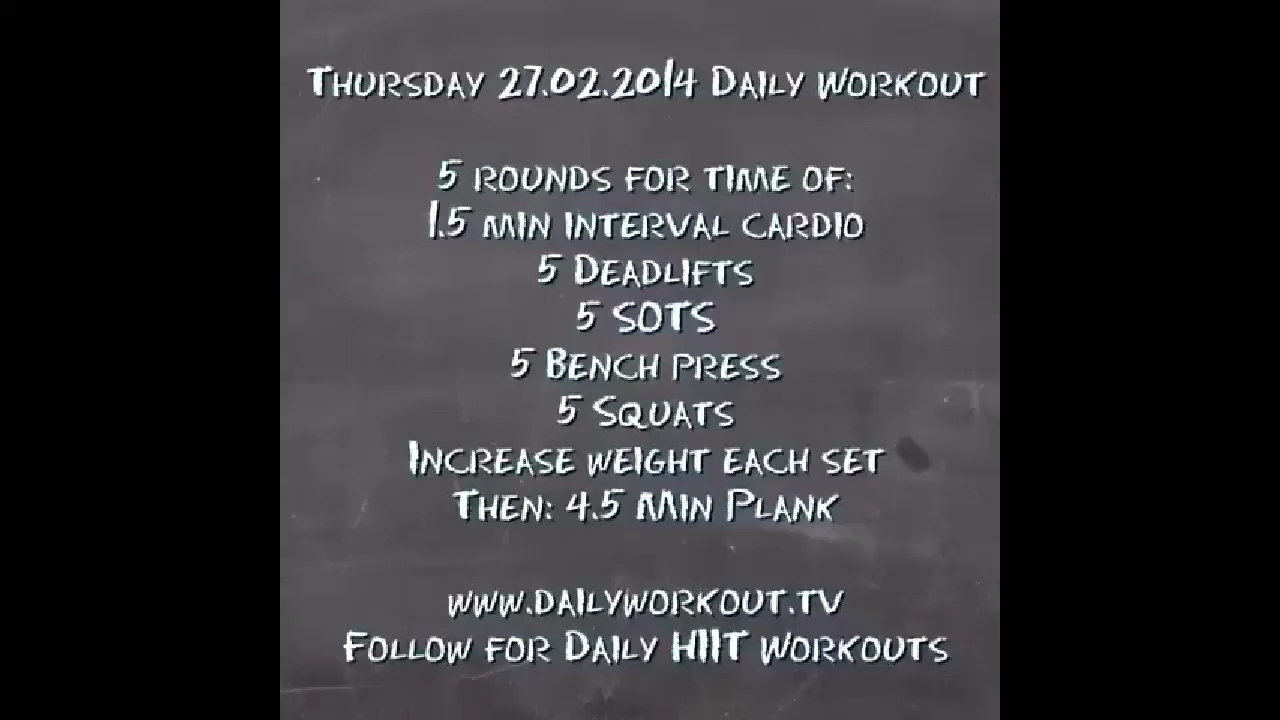 Thursday 27.02.2014 Daily Workout
5 rounds for time of:
1.5 min interval cardio
5 Deadlifts
5 SOTS
5 Bench press
5 Squats
Increase weight each set
Then: 4.5 Min Plank
www.dailyworkout.tv
Follow for Daily HIIT Workouts